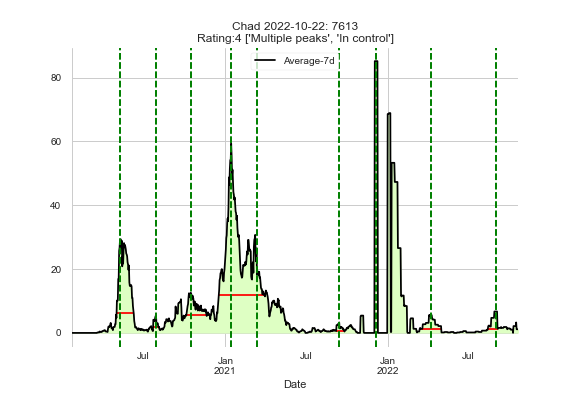 Chad 2022-10-22: 7613
Rating:4 ['Multiple peaks', 'In control']
Average-7d
80
60
40
20
0
Jul
Jan
2021
Jul
Jan
2022
Jul
Date